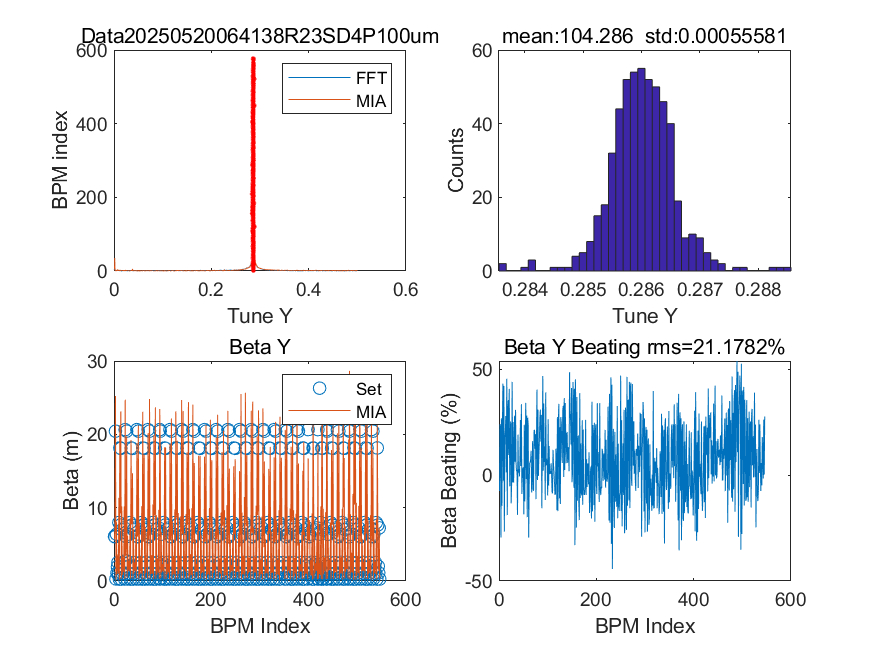 Data20250520064138R23SD4P100um
600
400
200
0
BPM index
0
0.2
0.4
0.6
Tune Y
FFT
MIA
mean:104.286 std:0.00055581
60
40
20
0
Counts
0.284
0.285
0.286
0.287
0.288
Tune Y
Beta Y
30
20
10
0
Beta (m)
0
200
400
600
BPM Index
Set
MIA
Beta Y Beating rms=21.1782%
50
0
-50
Beta Beating (%)
0
200
400
600
BPM Index